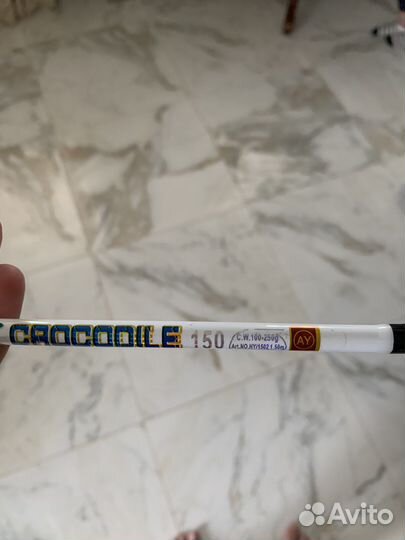 CROCODILE 150 C.W.100-250g AY
Art.NO.HY1502 1.50m
Avito